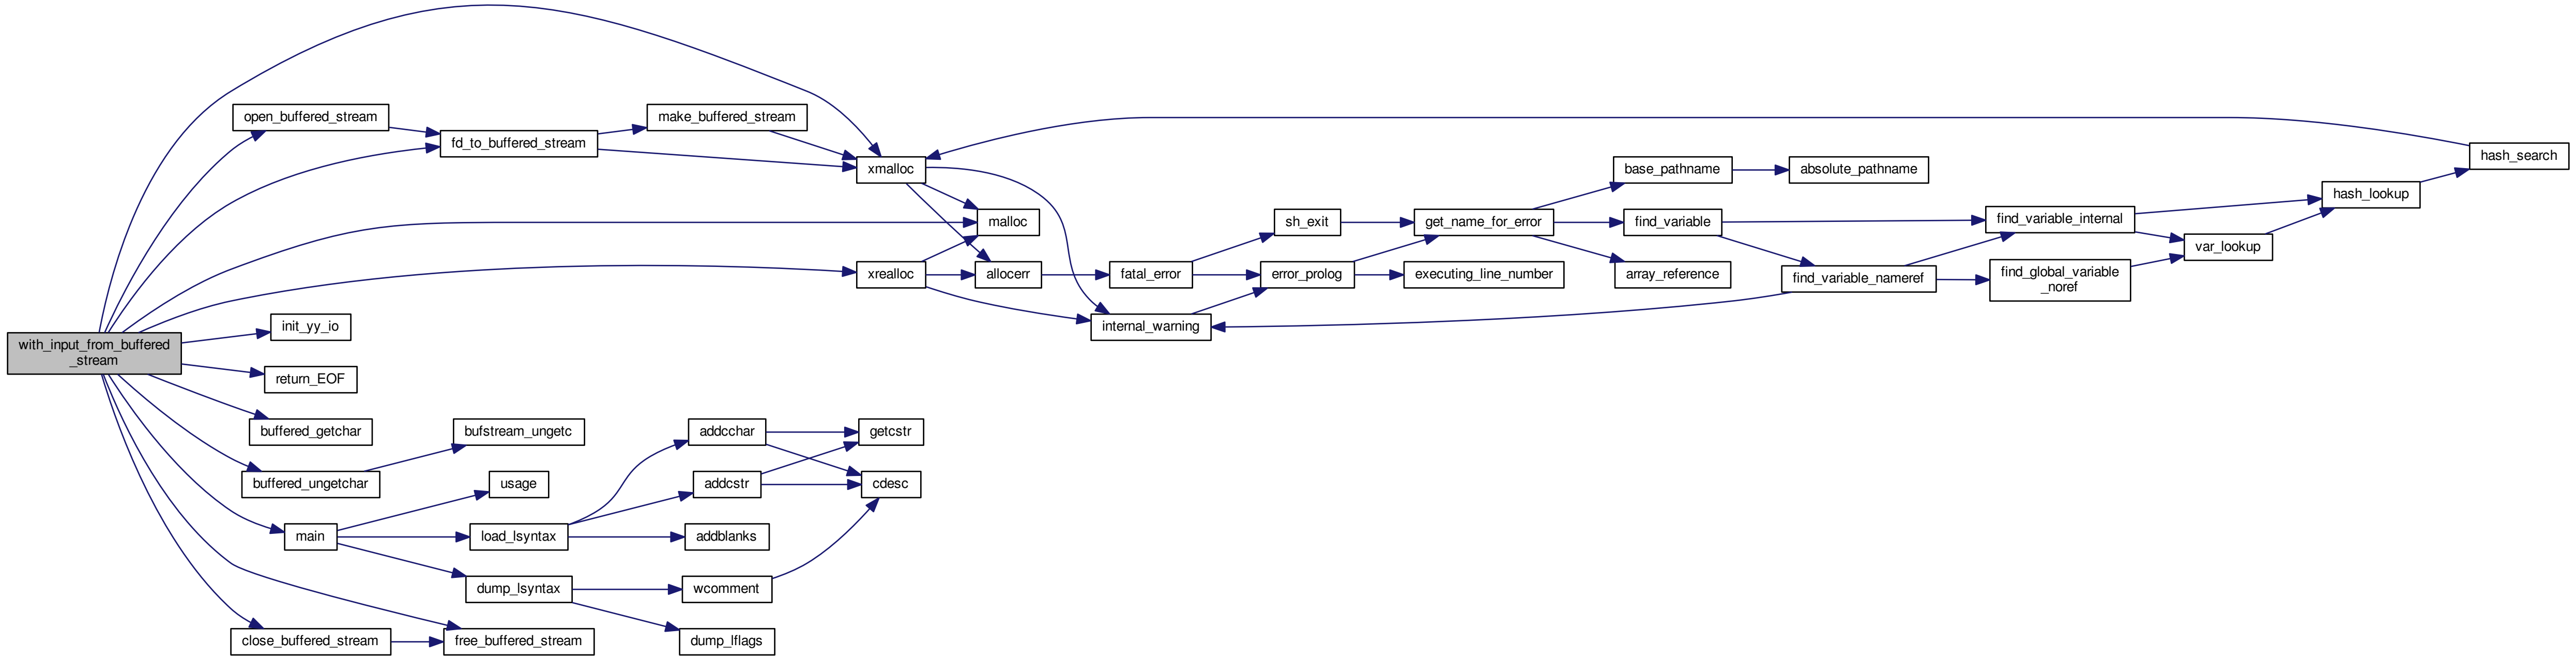 with_input_from_buffered
_stream
open_buffered_stream
fd_to_buffered_stream
make_buffered_stream
xmalloc
malloc
xrealloc
allocerr
internal_warning
fatal_error
sh_exit
error_prolog
get_name_for_error
executing_line_number
base_pathname
absolute_pathname
find_variable
array_reference
find_variable_nameref
find_variable_internal
find_global_variable
_noref
var_lookup
hash_lookup
hash_search
init_yy_io
return_EOF
buffered_getchar
buffered_ungetchar
bufstream_ungetc
main
usage
load_lsyntax
dump_lsyntax
addcchar
addcstr
addblanks
wcomment
dump_lflags
getcstr
cdesc
close_buffered_stream
free_buffered_stream